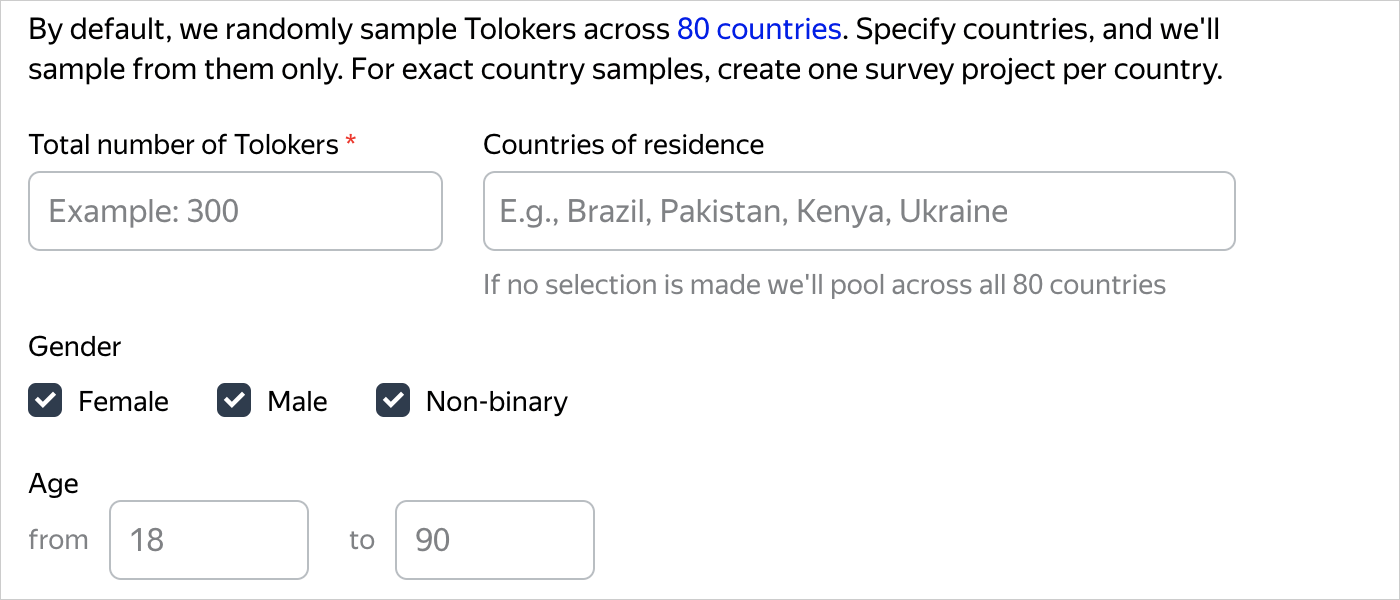 By default, we randomly sample Tolokers across 80 countries. Specify countries, and we'll
sample from them only. For exact country samples, create one survey project per country.
Total number of Tolokers * Countries of residence
Example: 300 E.g., Brazil, Pakistan, Kenya, Ukraine
If no selection is made we'll pool across all 80 countries
Gender
Female Male Non-binary
Age
from 18 to 90